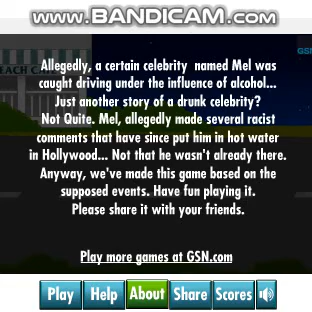 www.BANDICAM.com
GSN
EACH CAFE
Allegedly, a certain celebrity named Mel was
caught driving under the influence of alcohol...
Just another story of a drunk celebrity?
Not Quite. Mel, allegedly made several racist
comments that have since put him in hot water
in Hollywood... Not that he wasn't already there.
Anyway, we've made this game based on the
supposed events. Have fun playing it.
Please share it with your friends.
Play more games at GSN.com
Play Help About Share Scores